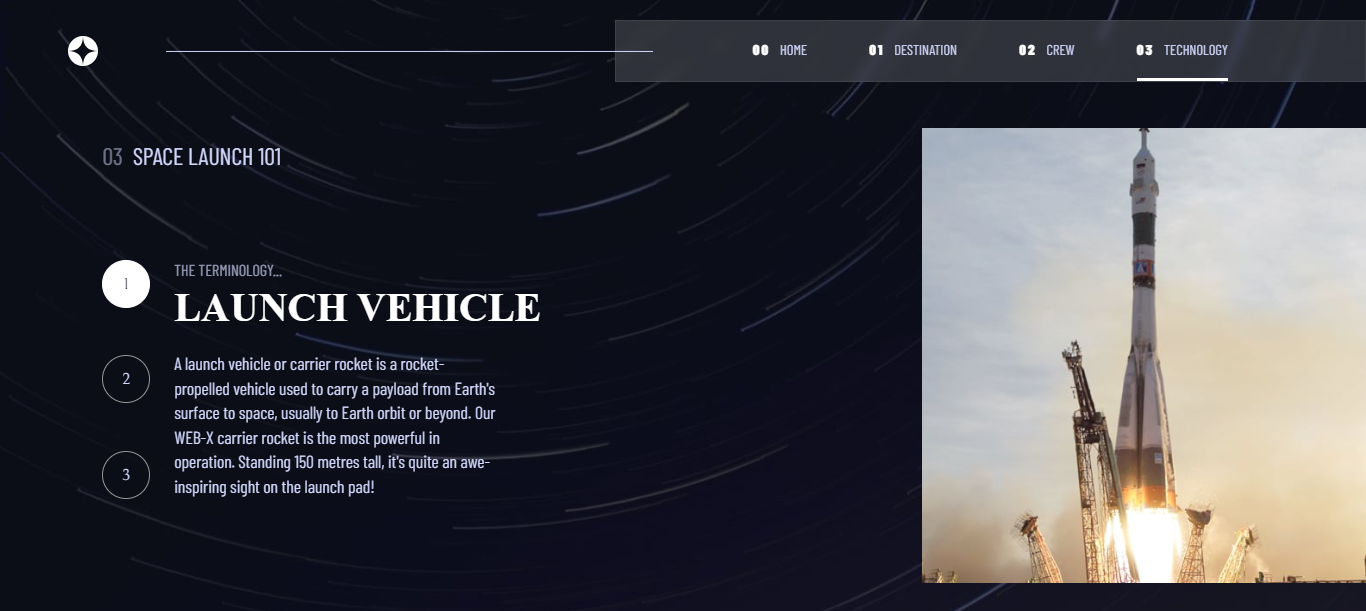 00 HOME 01 DESTINATION 02 CREW 03 TECHNOLOGY
03 SPACE LAUNCH 101
1
THE TERMINOLOGY...
LAUNCH VEHICLE
2
A launch vehicle or carrier rocket is a rocket-
propelled vehicle used to carry a payload from Earth's
surface to space, usually to Earth orbit or beyond. Our
WEB-X carrier rocket is the most powerful in
operation. Standing 150 metres tall, it's quite an awe-
inspiring sight on the launch pad!
3